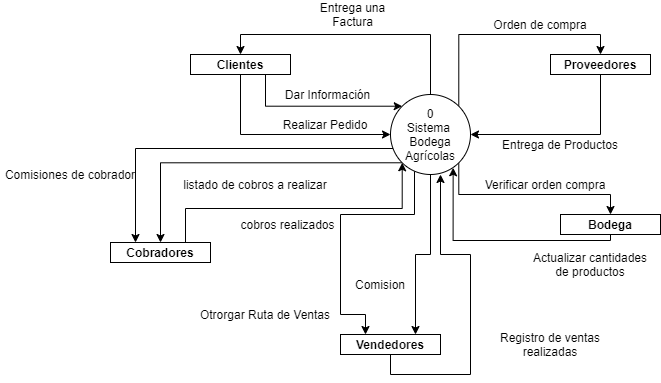 Entrega una
Factura
Orden de compra
Clientes
Proveedores
Dar Información
0
Sistema
Bodega
Agrícolas
Realizar Pedido
Entrega de Productos
Comisiones de cobrador
listado de cobros a realizar
Verificar orden compra
cobros realizados
Bodega
Cobradores
Actualizar cantidades
de productos
Comision
Otrorgar Ruta de Ventas
Vendedores
Registro de ventas
realizadas